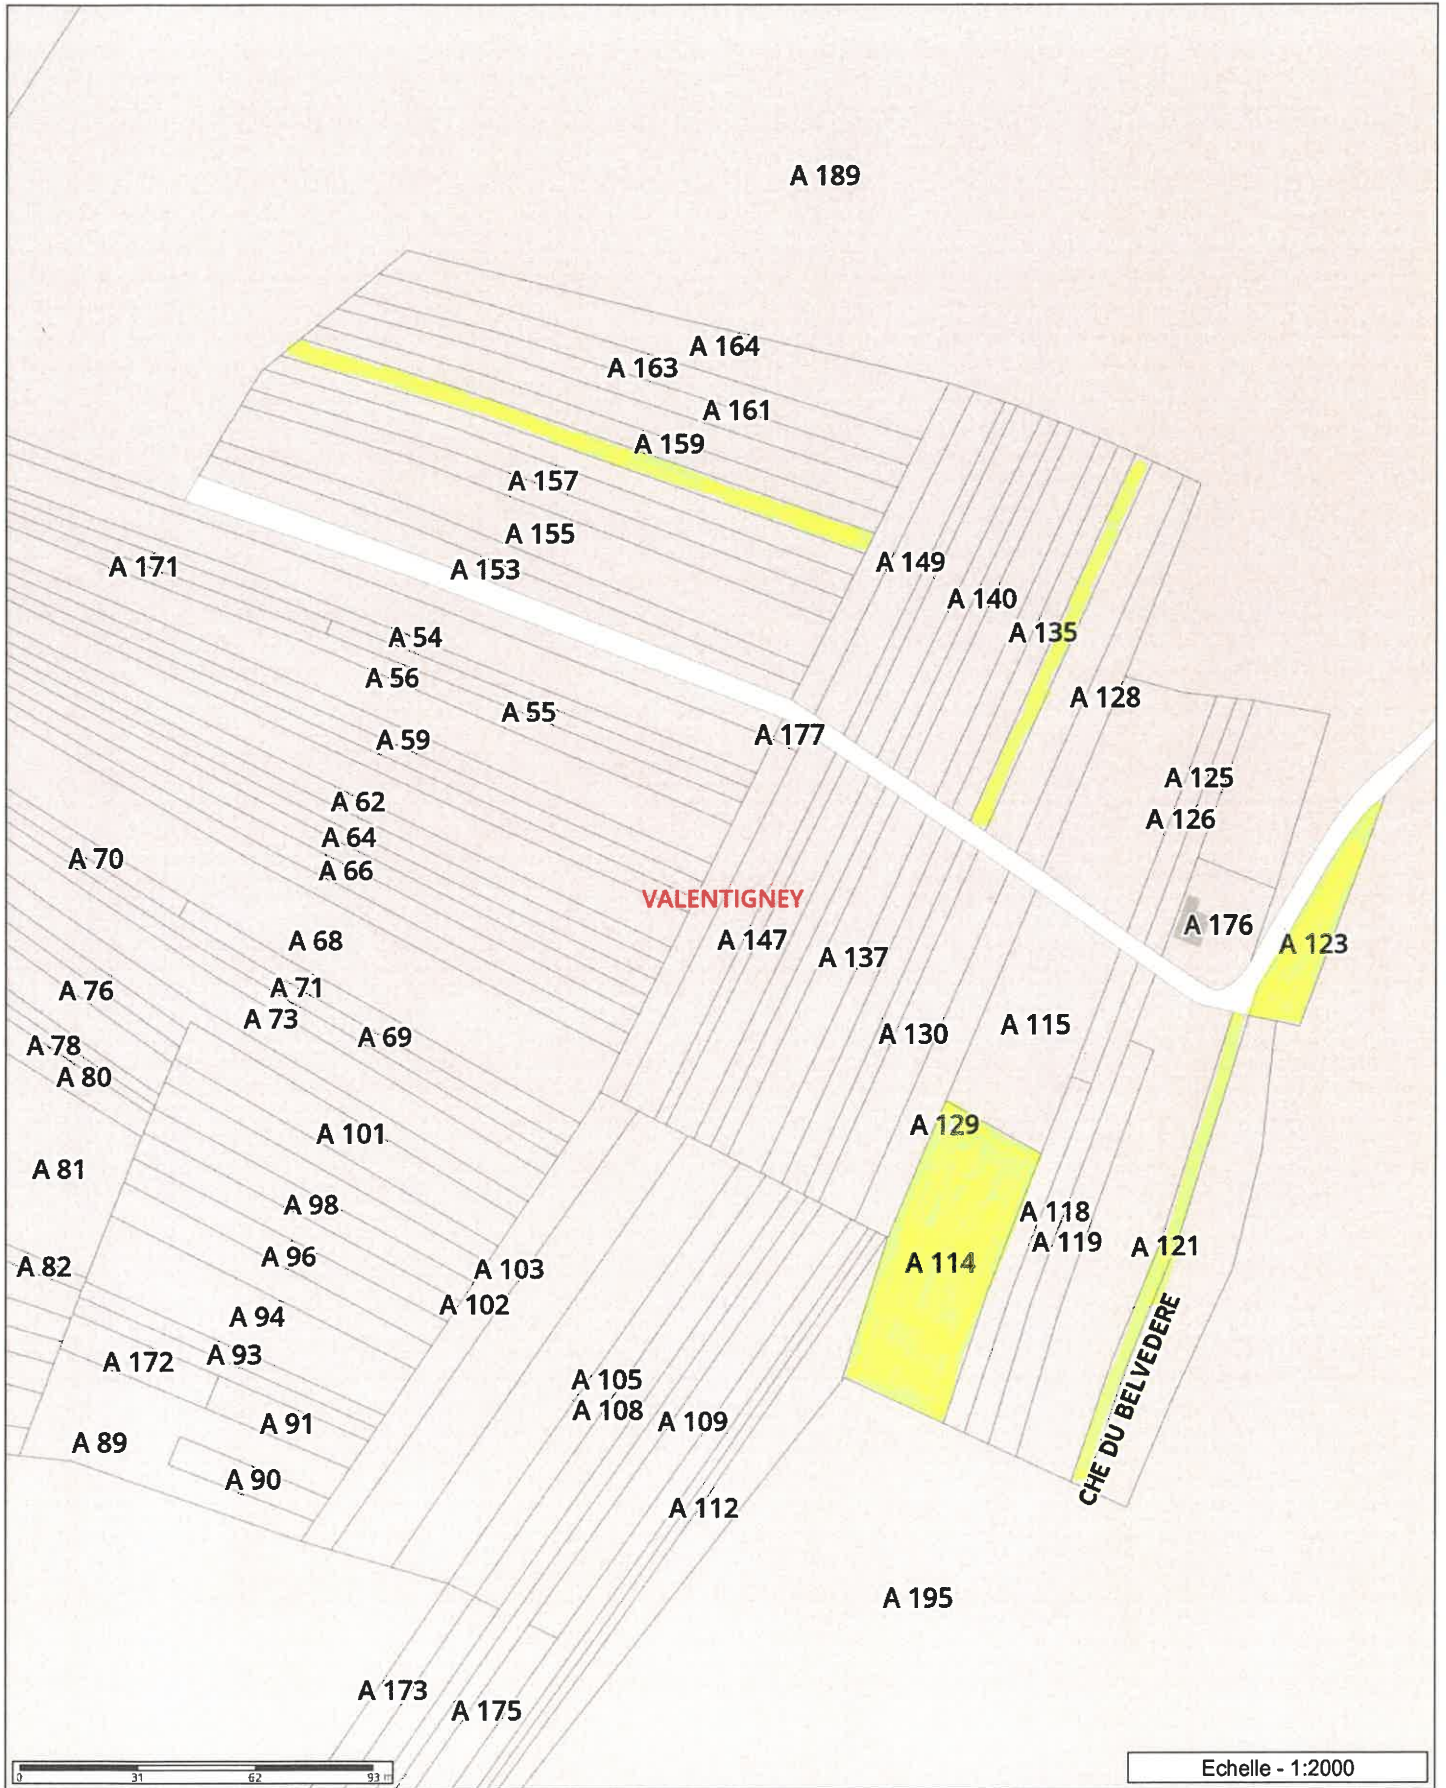 A 189
A 164
A 163
A 161
A 159
A 157
A 155
A 153
A 149
A 171
A 140
A 135
A 54
A 56
A 128
A 55
A 59
A 177
A 125
A 62
A 126
A 64
A 70
A 66
VALENTIGNEY
A 176
A 68
A 147
A 123
A 137
A 76
A 71
A 73
A 115
A 69
A 130
A 78
A 80
A 129
A 101
A 81
A 98
A 118
A 119
A 121
A 96
A 114
A 82
A 103
A 102
A 94
A 93
A 172
CHE DU BELVEDERE
A 105
A 108
A 109
A 91
A 89
A 90
A 112
A 195
A 173
A 175
0 31 62 93 m
Echelle - 1:2000